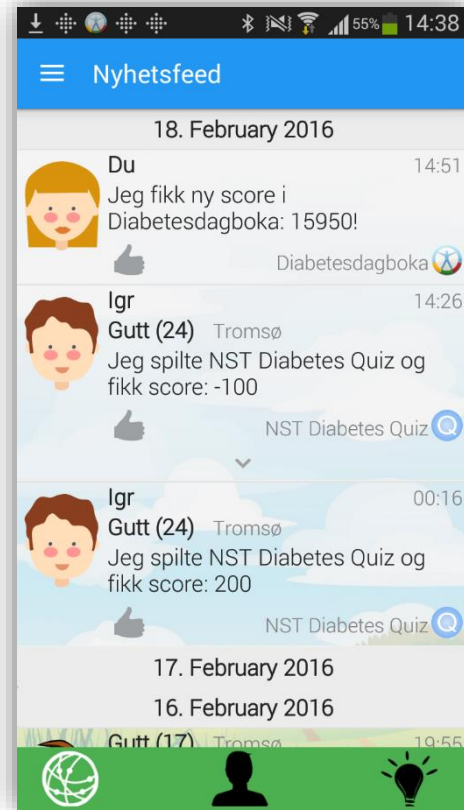 55% 14:38
Nyhetsfeed
18. February 2016
Du 14:51
Jeg fikk ny score i
Diabetesdagboka: 15950!
Diabetesdagboka
Igr 14:26
Gutt (24) Tromsø
Jeg spilte NST Diabetes Quiz og
fikk score: -100
NST Diabetes Quiz Q
Igr 00:16
Gutt (24) Tromsø
Jeg spilte NST Diabetes Quiz og
fikk score: 200
NST Diabetes Quiz Q
17. February 2016
16. February 2016
Gutt (17) Tromsø 19:55